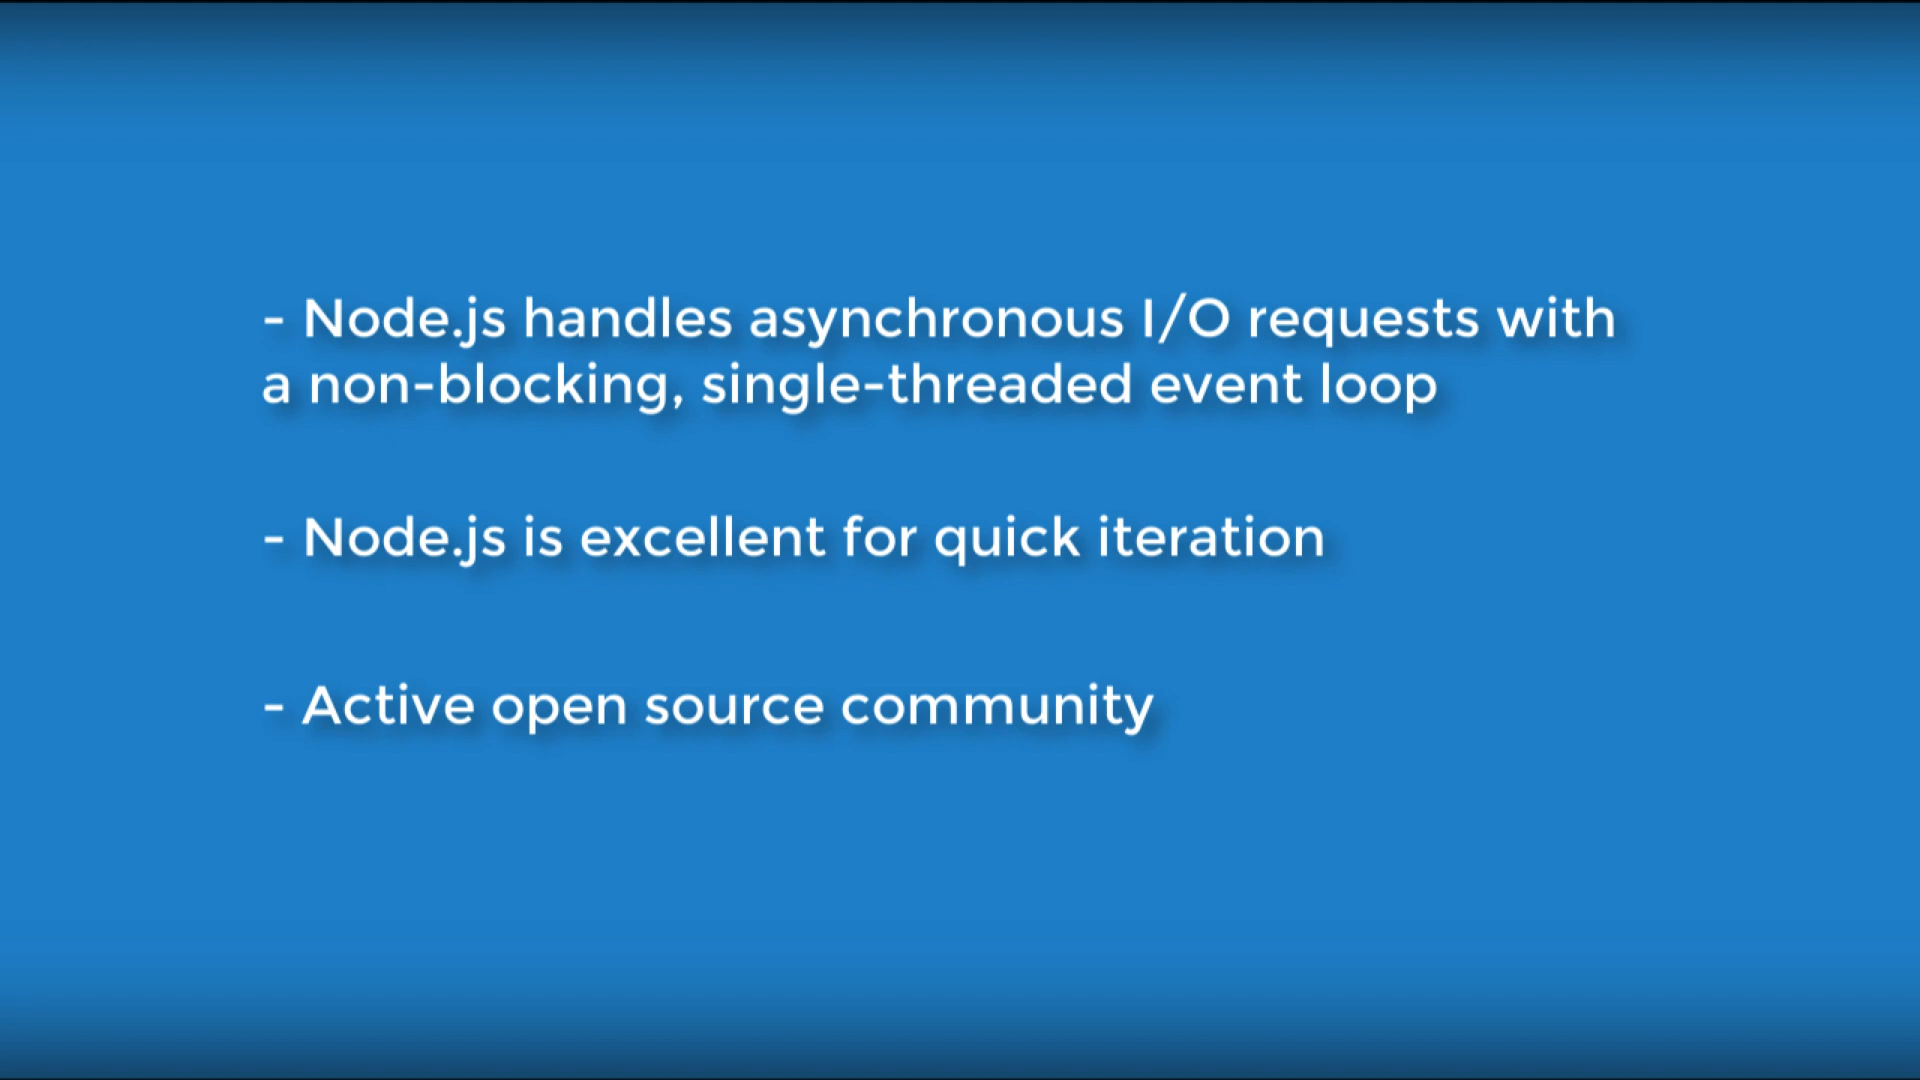 - Node.js handles asynchronous I/O requests with
a non-blocking, single-threaded event loop
- Node.js is excellent for quick iteration
- Active open source community